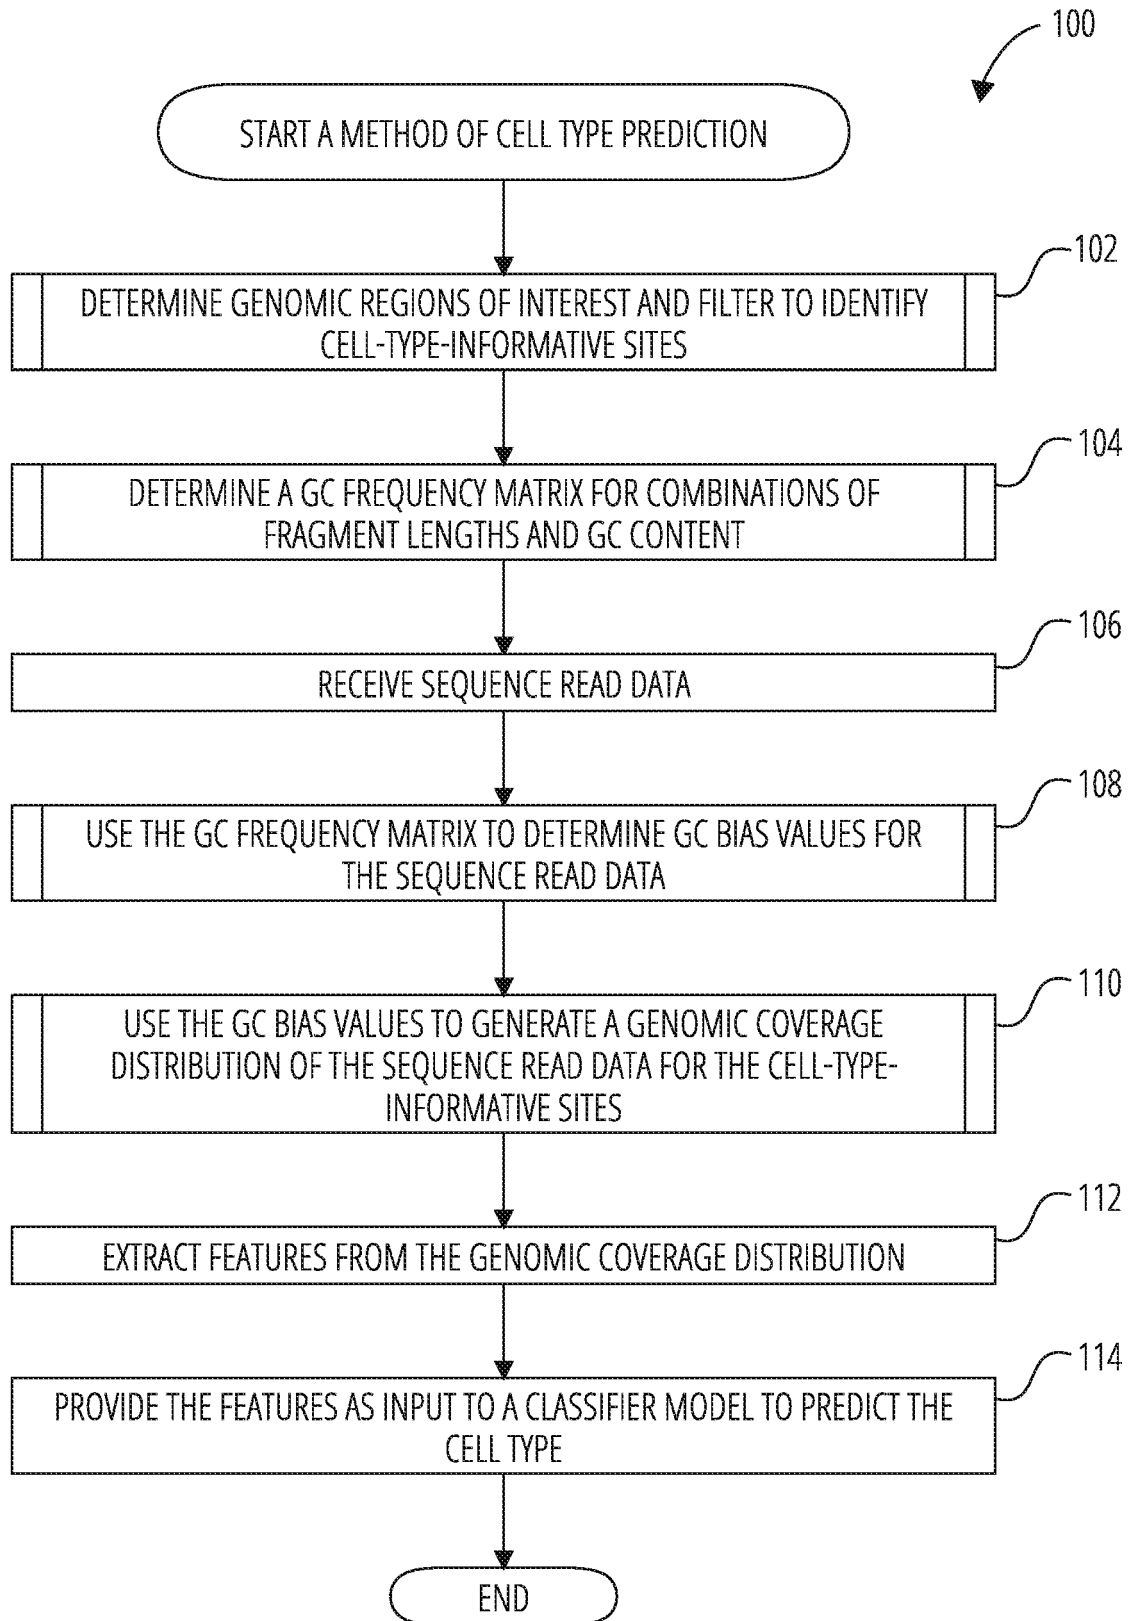 100
START A METHOD OF CELL TYPE PREDICTION
102
DETERMINE GENOMIC REGIONS OF INTEREST AND FILTER TO IDENTIFY
CELL-TYPE-INFORMATIVE SITES
104
DETERMINE A GC FREQUENCY MATRIX FOR COMBINATIONS OF
FRAGMENT LENGTHS AND GC CONTENT
106
RECEIVE SEQUENCE READ DATA
108
USE THE GC FREQUENCY MATRIX TO DETERMINE GC BIAS VALUES FOR
THE SEQUENCE READ DATA
110
USE THE GC BIAS VALUES TO GENERATE A GENOMIC COVERAGE
DISTRIBUTION OF THE SEQUENCE READ DATA FOR THE CELL-TYPE-
INFORMATIVE SITES
112
EXTRACT FEATURES FROM THE GENOMIC COVERAGE DISTRIBUTION
114
PROVIDE THE FEATURES AS INPUT TO A CLASSIFIER MODEL TO PREDICT THE
CELL TYPE
END